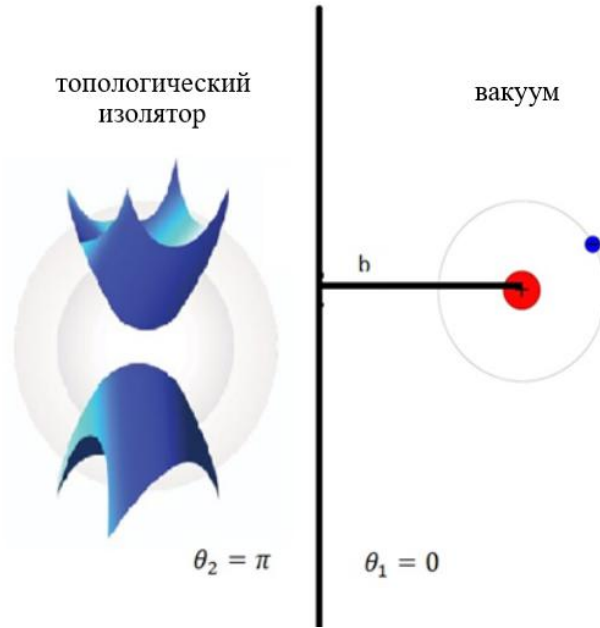 топологический
изолятор
вакуум
b
+
θ₂ = π
θ₁ = 0